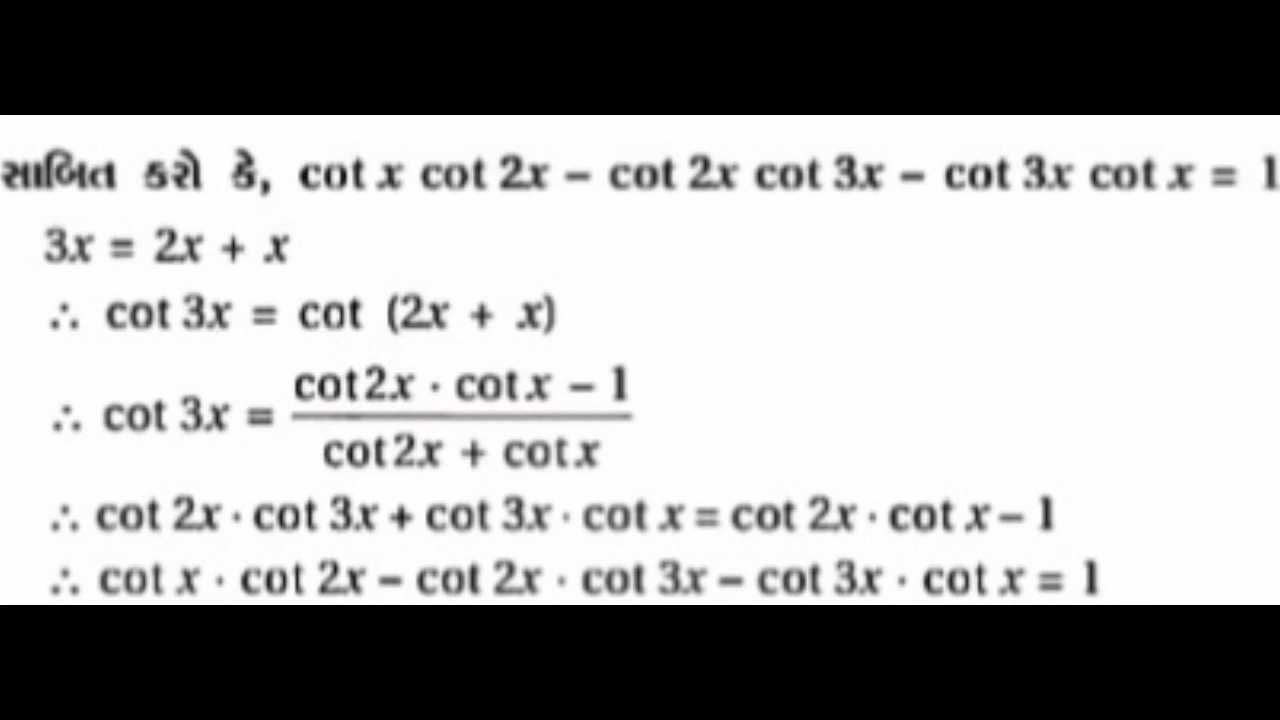 સાબિત કરો કે, cot x cot 2x – cot 2x cot 3x – cot 3x cot x = 1
3x = 2x + x
∴ cot 3x = cot (2x + x)
∴ cot 3x = (cot2x · cotx – 1) / (cot2x + cotx)
∴ cot 2x · cot 3x + cot 3x · cot x = cot 2x · cot x – 1
∴ cot x · cot 2x – cot 2x · cot 3x – cot 3x · cot x = 1